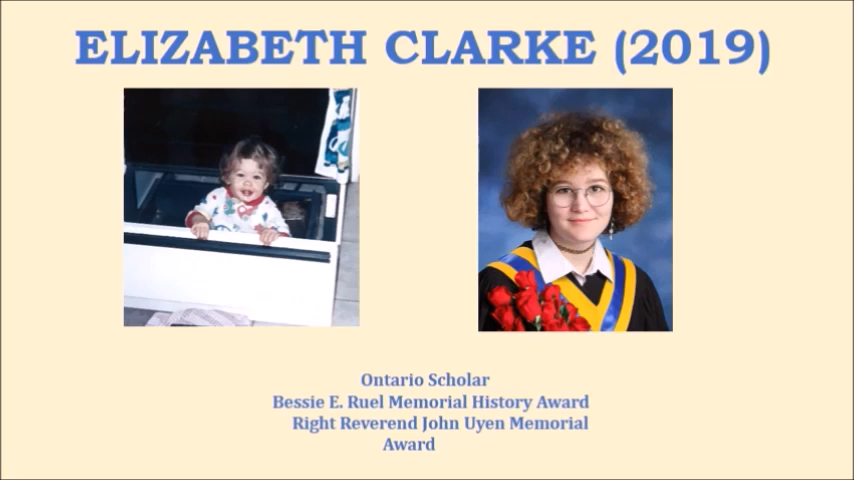 ELIZABETH CLARKE (2019)
Ontario Scholar
Bessie E. Ruel Memorial History Award
Right Reverend John Uyen Memorial
Award